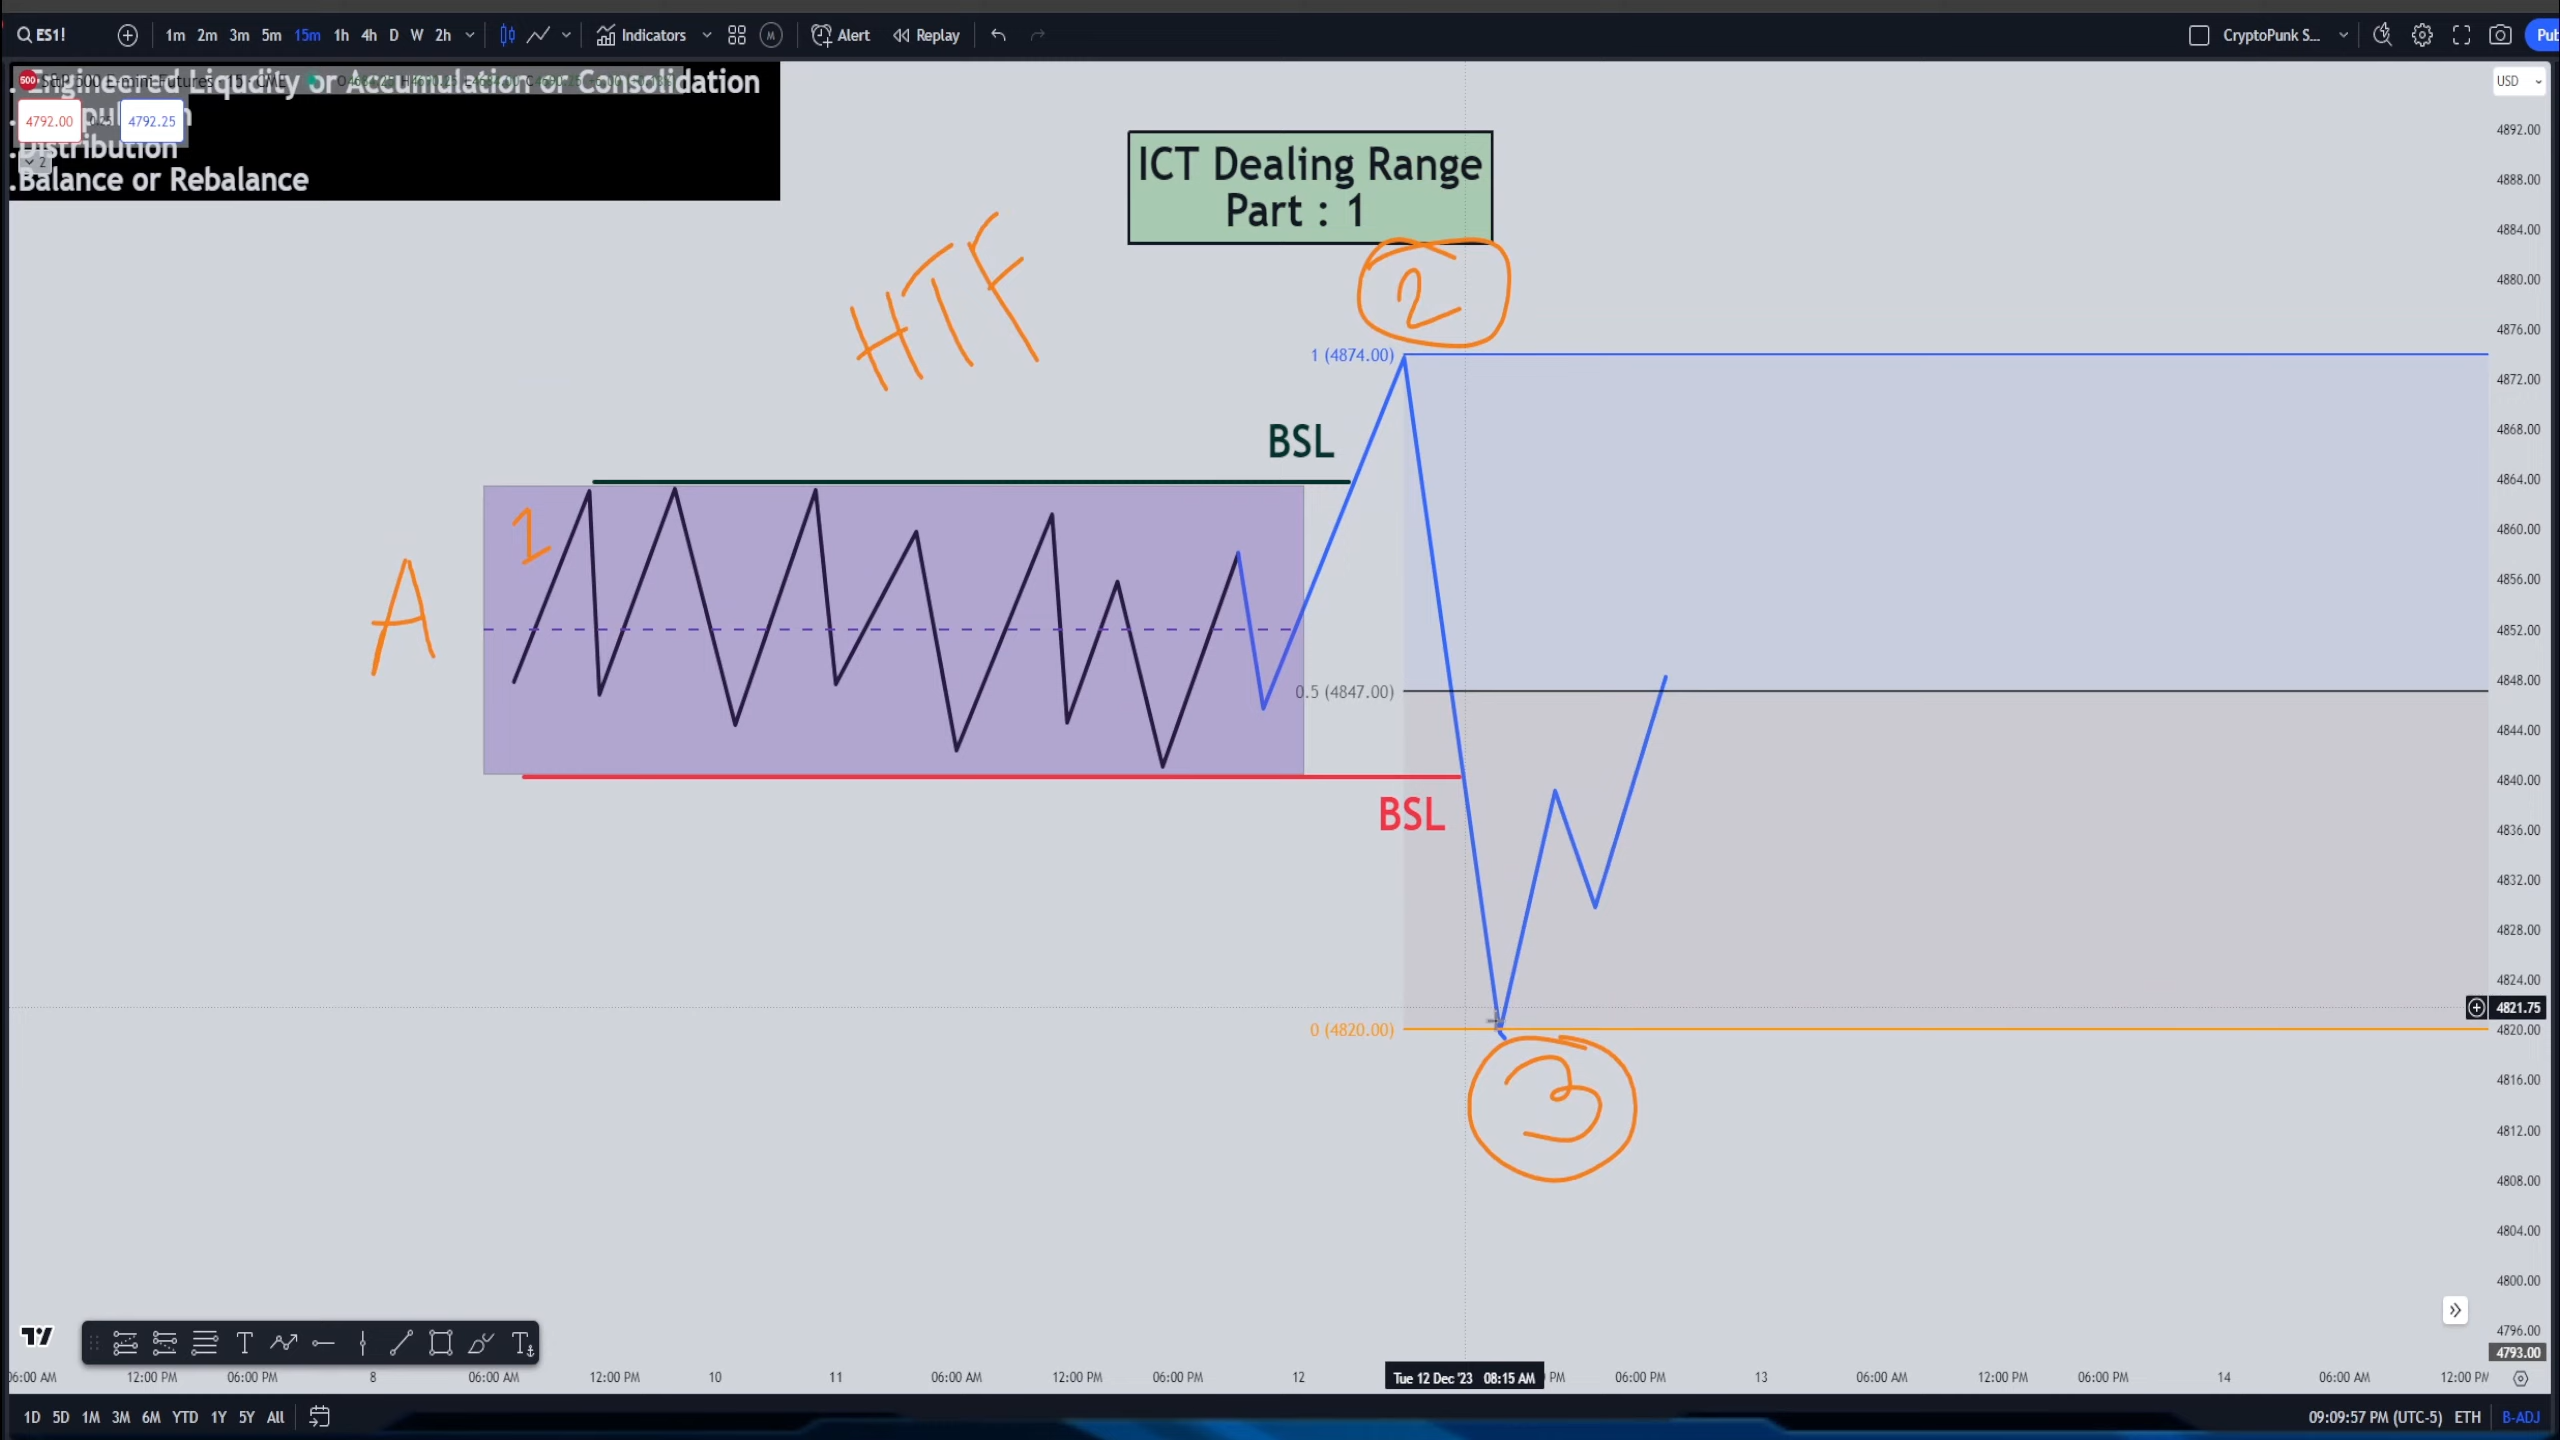 ES1!
1m 2m 3m 5m 15m 1h 4h D W 2h
Indicators
Alert
Replay
CryptoPunk S...
Pub
. Engineered Liquidity or Accumulation or Consolidation
4792.00
4792.25
2
.Distribution
.Balance or Rebalance
ICT Dealing Range
Part : 1
HTF
2
1 (4874.00)
BSL
1
A
0.5 (4847.00)
BSL
0 (4820.00)
3
USD
4892.00
4888.00
4884.00
4880.00
4876.00
4872.00
4868.00
4864.00
4860.00
4856.00
4852.00
4848.00
4844.00
4840.00
4836.00
4832.00
4828.00
4824.00
4821.75
4820.00
4816.00
4812.00
4808.00
4804.00
4800.00
4796.00
4793.00
06:00 AM 12:00 PM 06:00 PM 8 06:00 AM 12:00 PM 10 11 06:00 AM 12:00 PM 06:00 PM 12 Tue 12 Dec '23 08:15 AM PM 06:00 PM 13 06:00 AM 12:00 PM 06:00 PM 14 06:00 AM 12:00 PM
1D 5D 1M 3M 6M YTD 1Y 5Y All
09:09:57 PM (UTC-5) ETH B-ADJ